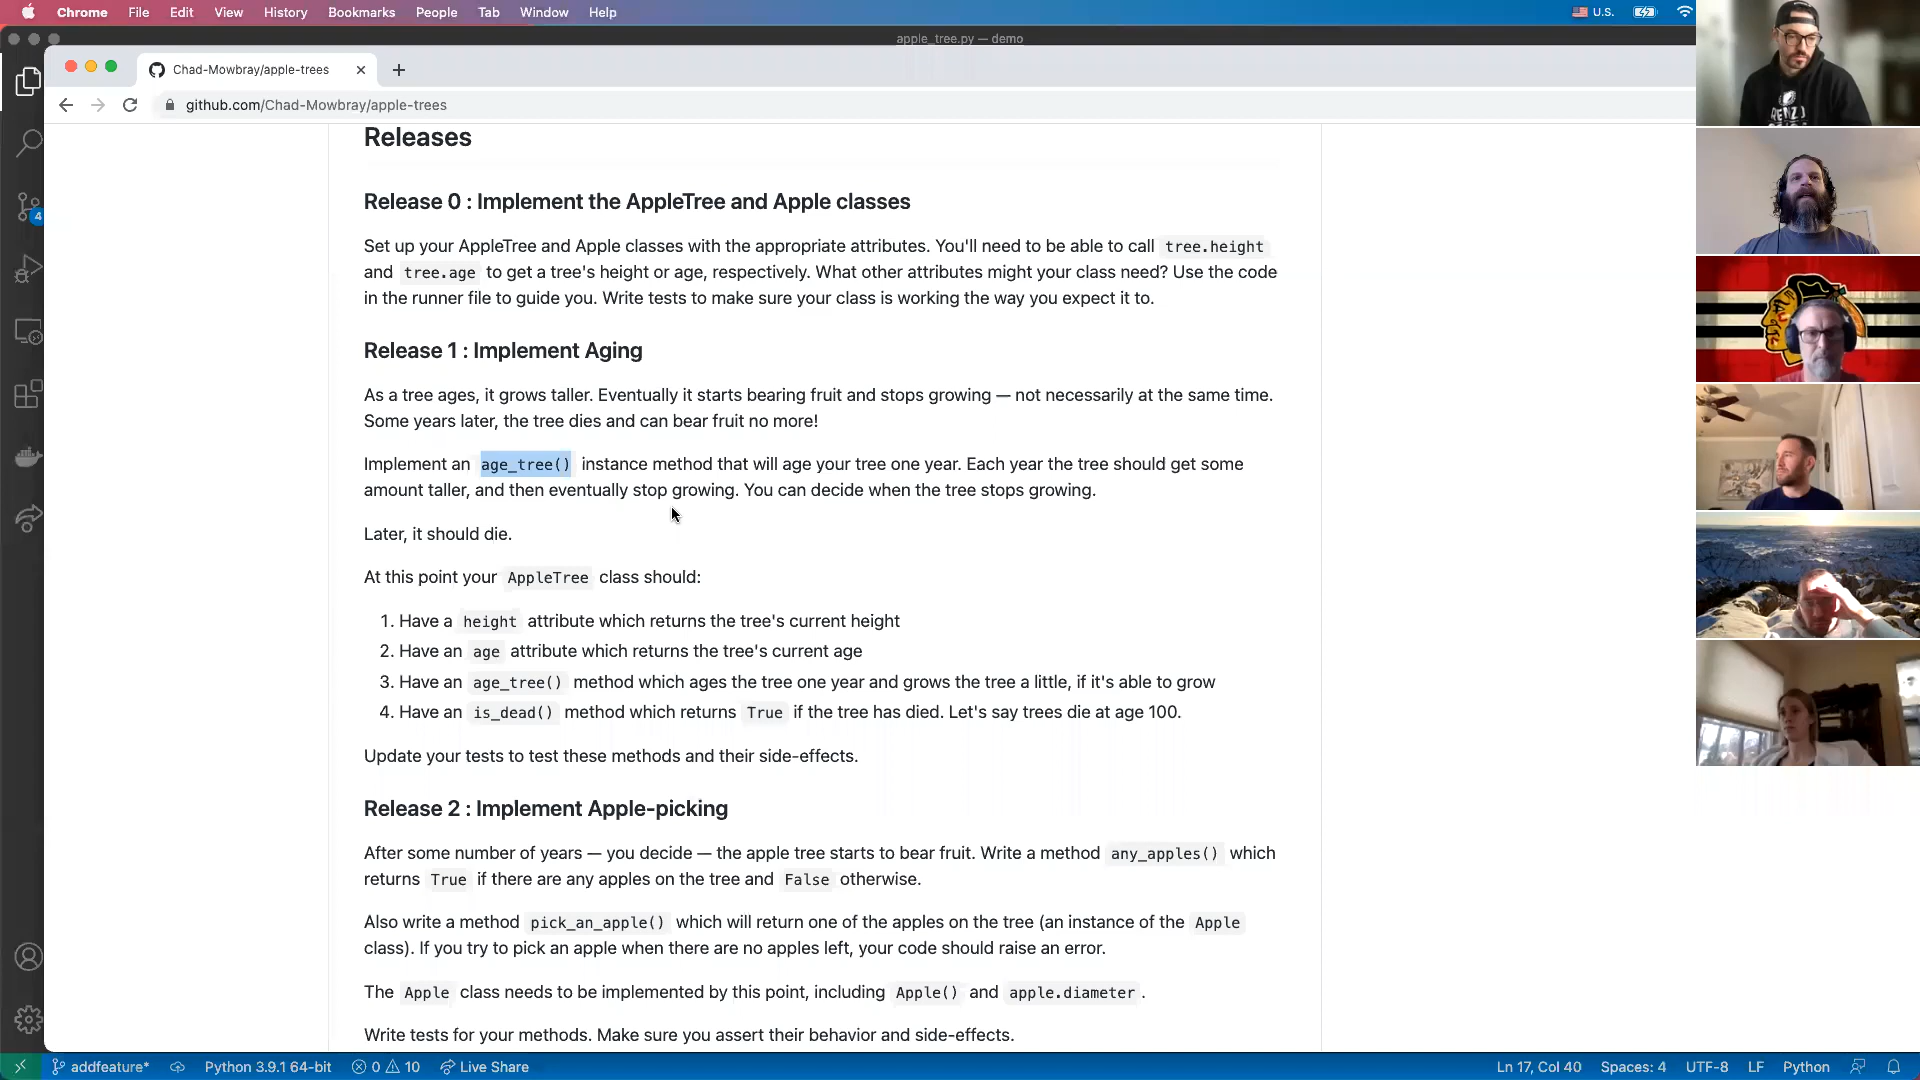 Chrome File Edit View History Bookmarks People Tab Window Help U.S.
apple_tree.py — demo
Chad-Mowbray/apple-trees
github.com/Chad-Mowbray/apple-trees
4
Releases
Release 0 : Implement the AppleTree and Apple classes
Set up your AppleTree and Apple classes with the appropriate attributes. You'll need to be able to call tree.height
and tree.age to get a tree's height or age, respectively. What other attributes might your class need? Use the code
in the runner file to guide you. Write tests to make sure your class is working the way you expect it to.
Release 1 : Implement Aging
As a tree ages, it grows taller. Eventually it starts bearing fruit and stops growing — not necessarily at the same time.
Some years later, the tree dies and can bear fruit no more!
Implement an age_tree() instance method that will age your tree one year. Each year the tree should get some
amount taller, and then eventually stop growing. You can decide when the tree stops growing.
Later, it should die.
At this point your AppleTree class should:
1. Have a height attribute which returns the tree's current height
2. Have an age attribute which returns the tree's current age
3. Have an age_tree() method which ages the tree one year and grows the tree a little, if it's able to grow
4. Have an is_dead() method which returns True if the tree has died. Let's say trees die at age 100.
Update your tests to test these methods and their side-effects.
Release 2 : Implement Apple-picking
After some number of years — you decide — the apple tree starts to bear fruit. Write a method any_apples() which
returns True if there are any apples on the tree and False otherwise.
Also write a method pick_an_apple() which will return one of the apples on the tree (an instance of the Apple
class). If you try to pick an apple when there are no apples left, your code should raise an error.
The Apple class needs to be implemented by this point, including Apple() and apple.diameter.
Write tests for your methods. Make sure you assert their behavior and side-effects.
addfeature* Python 3.9.1 64-bit 0 10 Live Share Ln 17, Col 40 Spaces: 4 UTF-8 LF Python